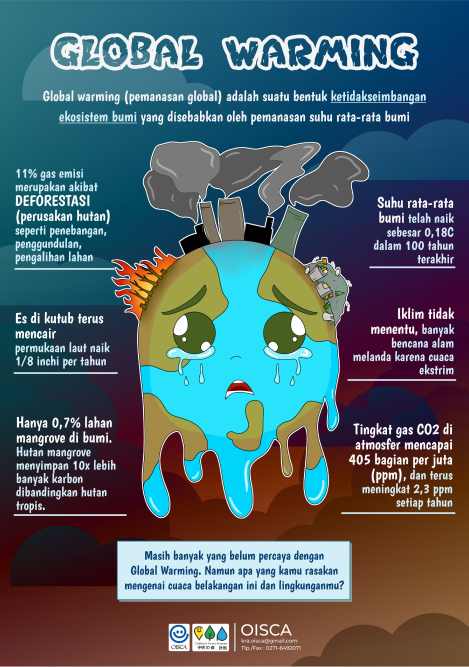 GLOBAL WARMING
Global warming (pemanasan global) adalah suatu bentuk ketidakseimbangan
ekosistem bumi yang disebabkan oleh pemanasan suhu rata-rata bumi
11% gas emisi
merupakan akibat
DEFORESTASI
(perusakan hutan)
seperti penebangan,
penggundulan,
pengalihan lahan
Suhu rata-rata
bumi telah naik
sebesar 0,18C
dalam 100 tahun
terakhir
Es di kutub terus
mencair
permukaan laut naik
1/8 inchi per tahun
Iklim tidak
menentu, banyak
bencana alam
melanda karena cuaca
ekstrim
Hanya 0,7% lahan
mangrove di bumi.
Hutan mangrove
menyimpan 10x lebih
banyak karbon
dibandingkan hutan
tropis.
Tingkat gas CO2 di
atmosfer mencapai
405 bagian per juta
(ppm), dan terus
meningkat 2,3 ppm
setiap tahun
Masih banyak yang belum percaya dengan
Global Warming. Namun apa yang kamu rasakan
mengenai cuaca belakangan ini dan lingkunganmu?
OISCA
OISCA
kra.oisca@gmail.com
Tlp./Fax : 0271-6492071